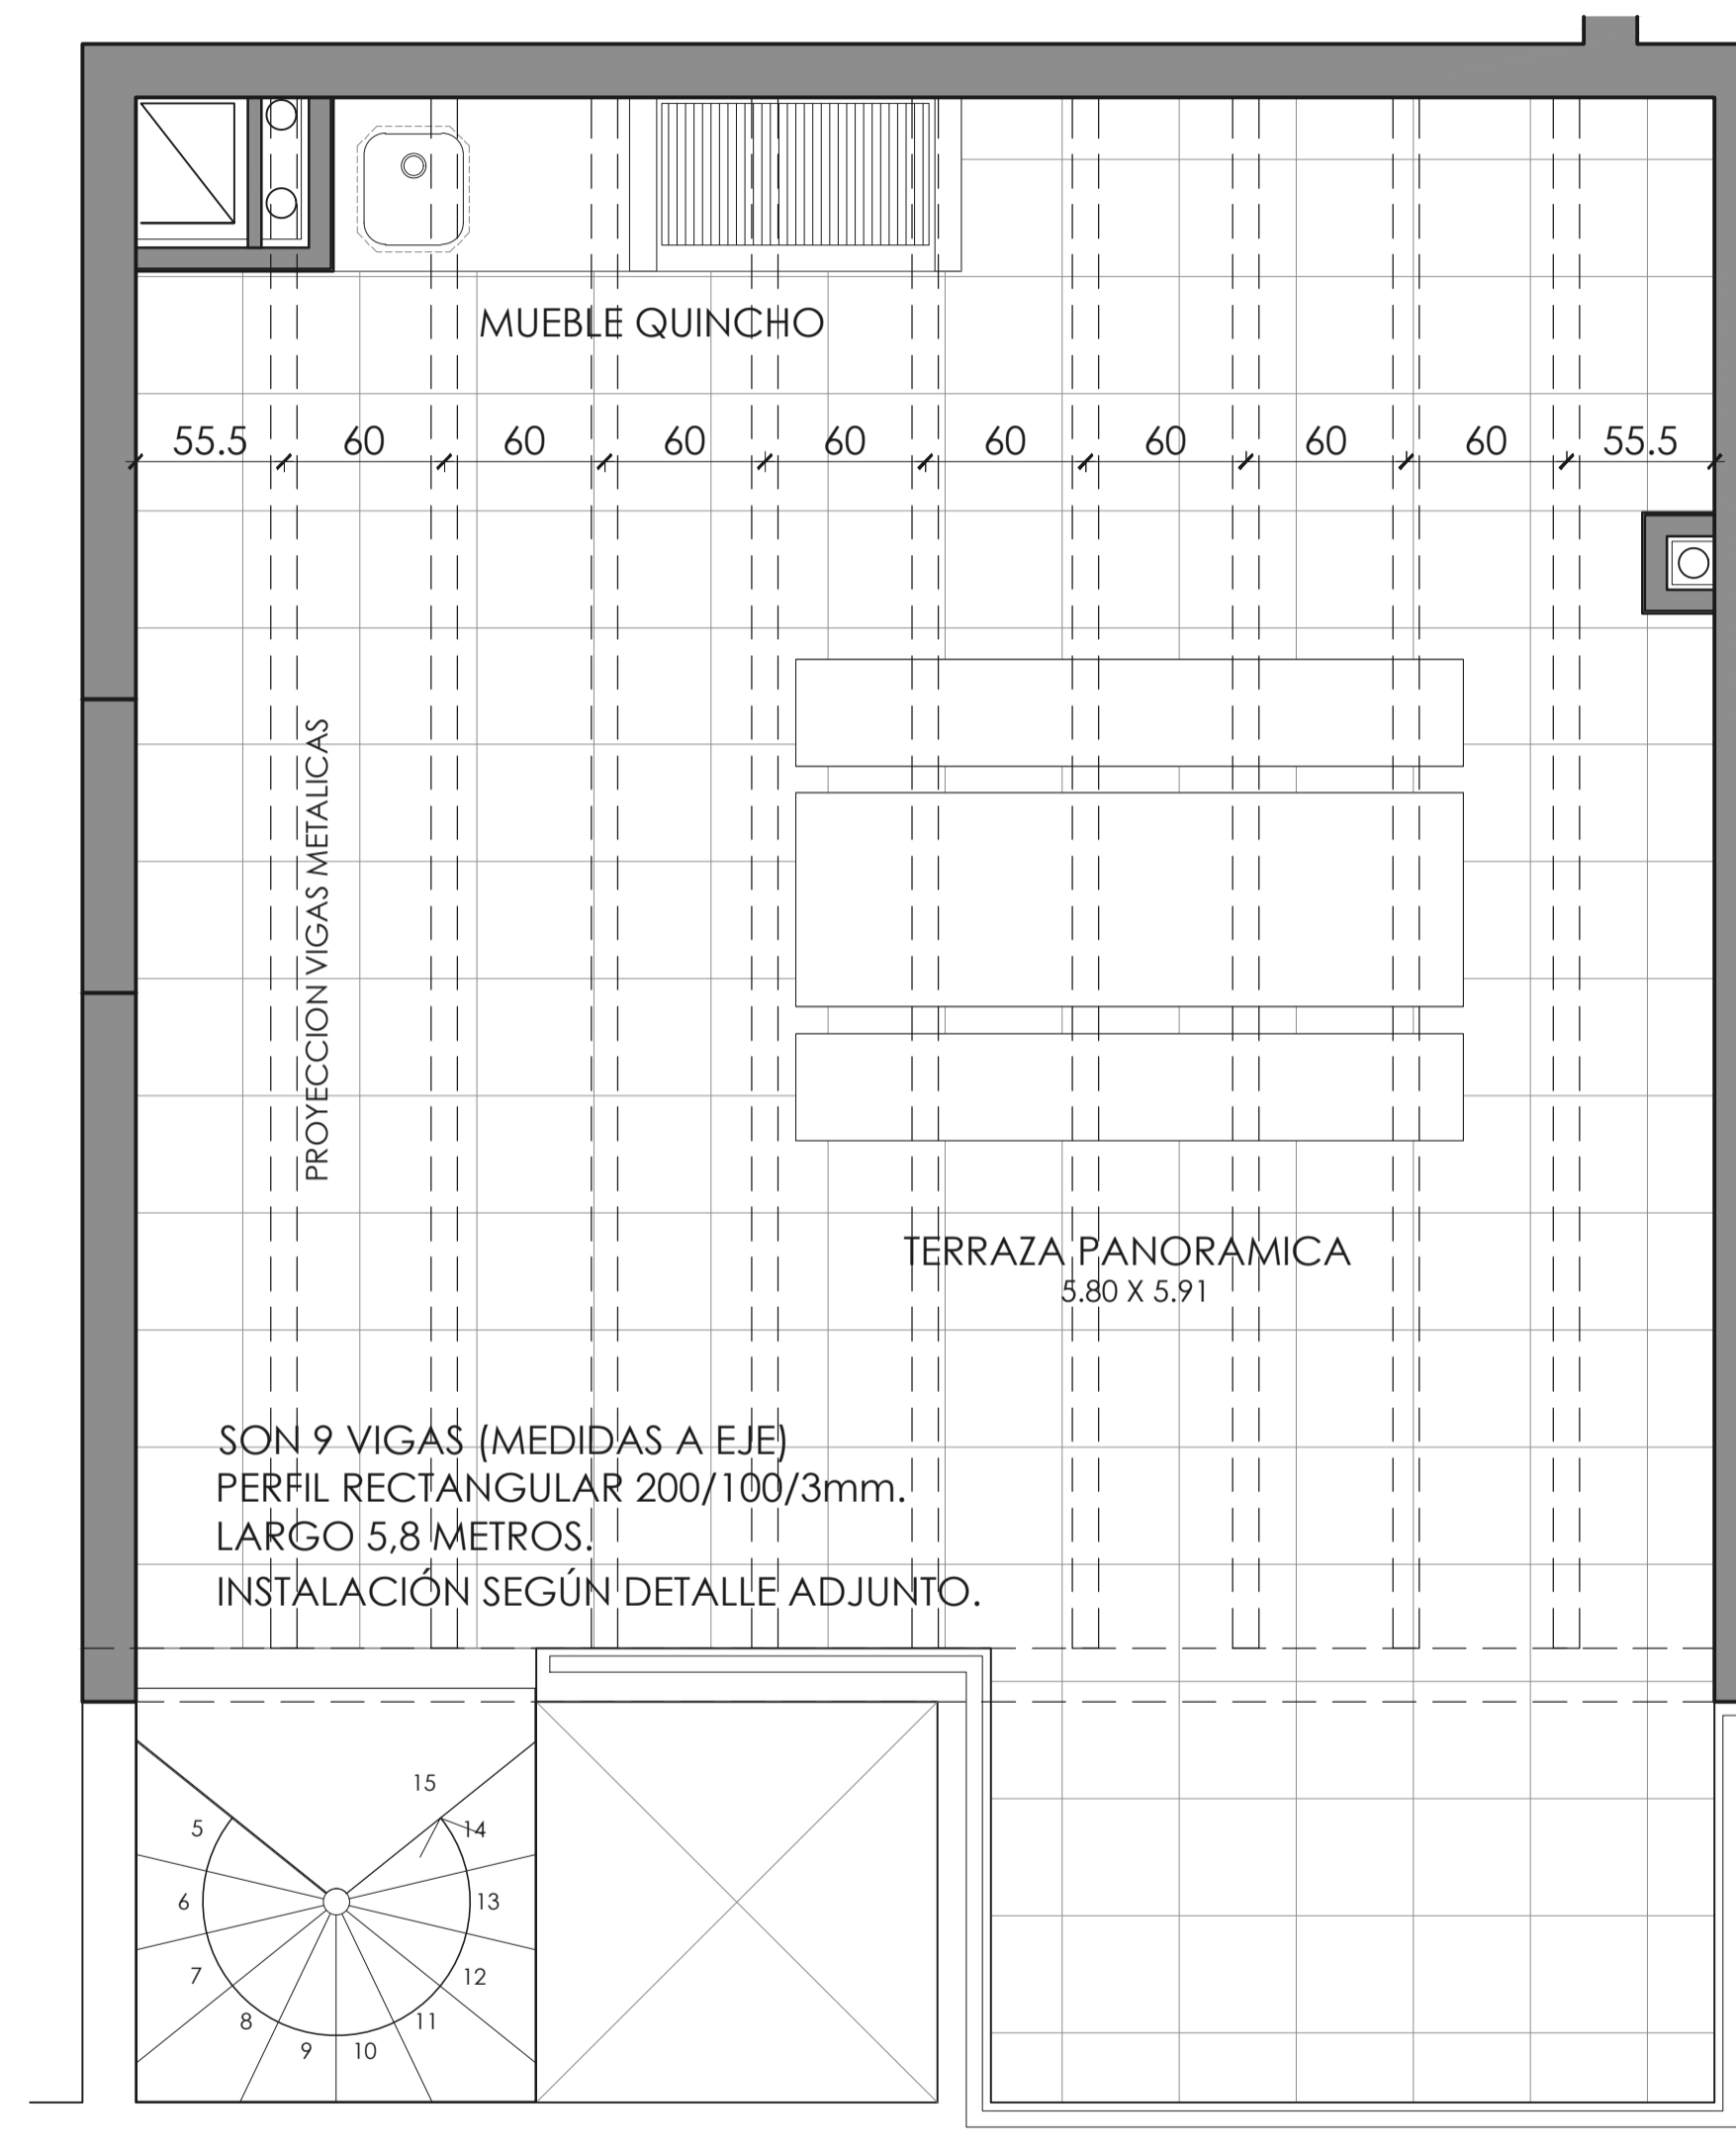 MUEBLE QUINCHO
55.5 60 60 60 60 60 60 60 60 55.5
PROYECCION VIGAS METALICAS
TERRAZA PANORAMICA
5.80 X 5.91
SON 9 VIGAS (MEDIDAS A EJE)
PERFIL RECTANGULAR 200/100/3mm.
LARGO 5,8 METROS.
INSTALACIÓN SEGÚN DETALLE ADJUNTO.
5
6
7
8
9
10
11
12
13
14
15